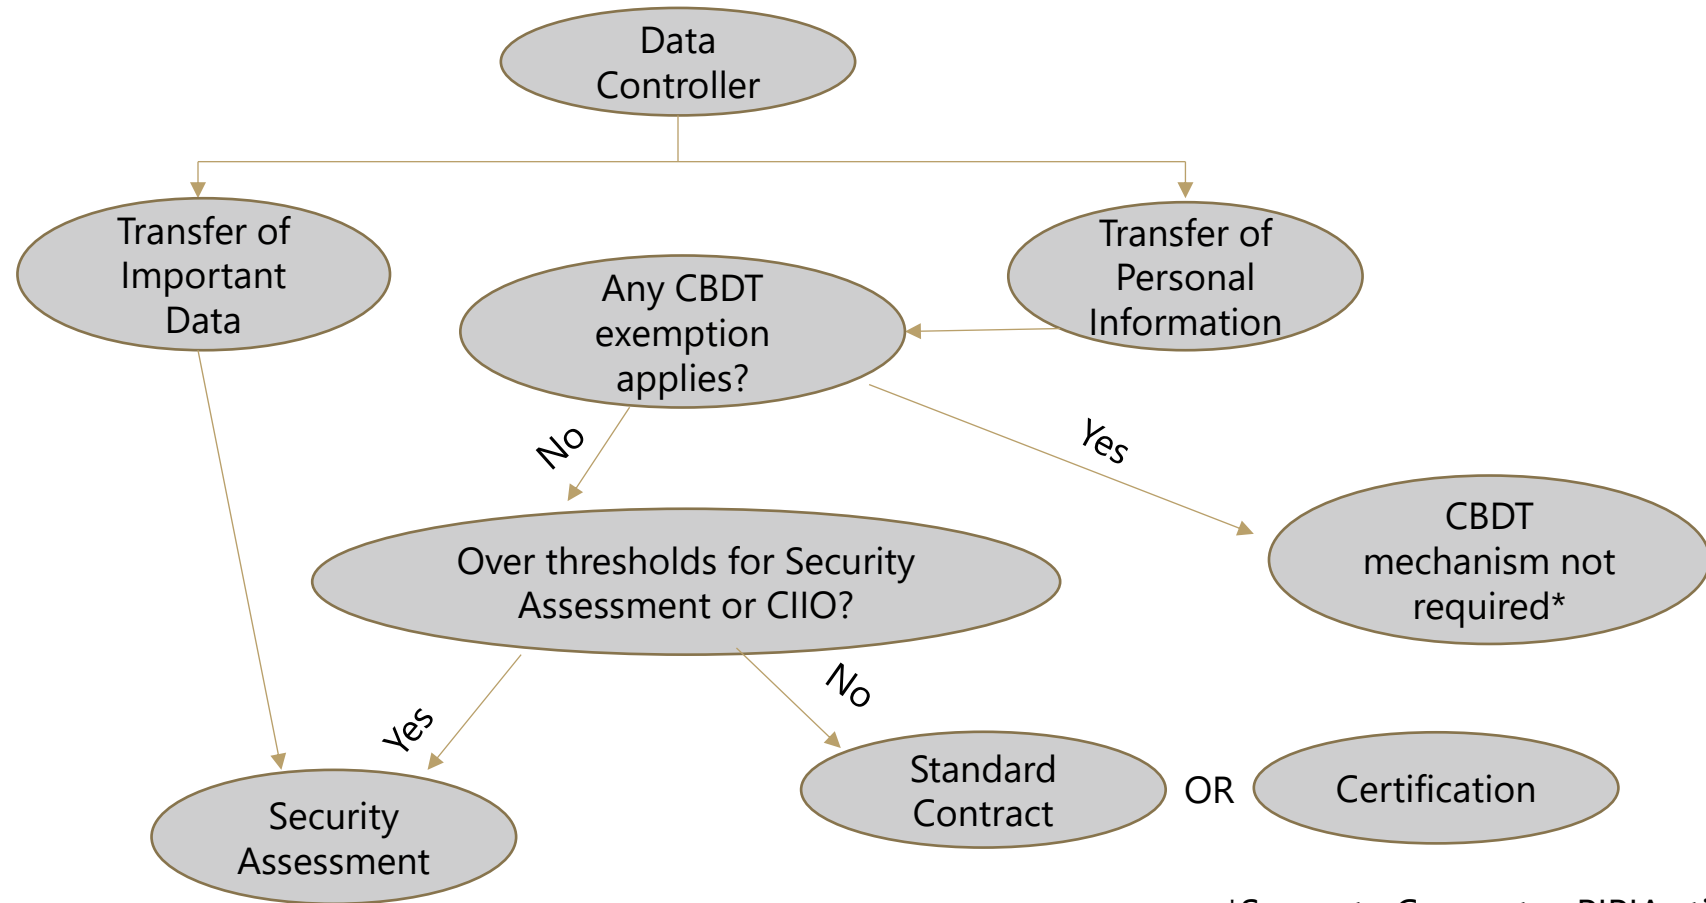 Data
Controller
Transfer of
Important
Data
Transfer of
Personal
Information
Any CBDT
exemption
applies?
No
Yes
CBDT
mechanism not
required*
Over thresholds for Security
Assessment or CIIO?
Yes
No
Standard
Contract
OR
Certification
Security
Assessment